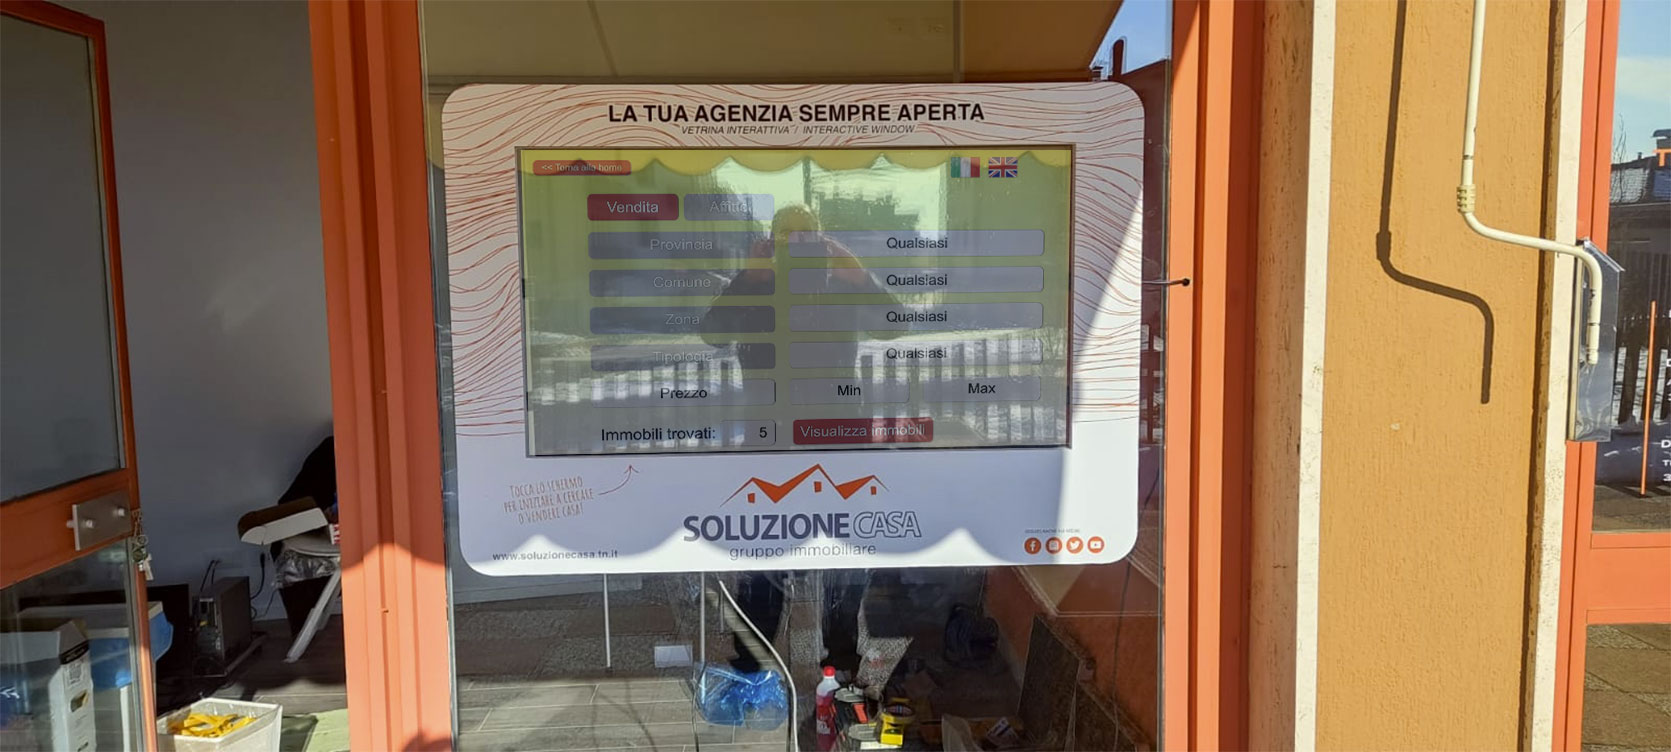 LA TUA AGENZIA SEMPRE APERTA
VETRINA INTERATTIVA / INTERACTIVE WINDOW
<< Torna alla home
Vendita Affitto
Provincia Qualsiasi
Comune Qualsiasi
Zona Qualsiasi
Tipologia Qualsiasi
Prezzo Min Max
Immobili trovati: 5 Visualizza immobili
TOCCA LO SCHERMO
PER INIZIARE A CERCARE
O VENDERE CASA!
SOLUZIONE CASA
gruppo immobiliare
www.soluzionecasa.tn.it